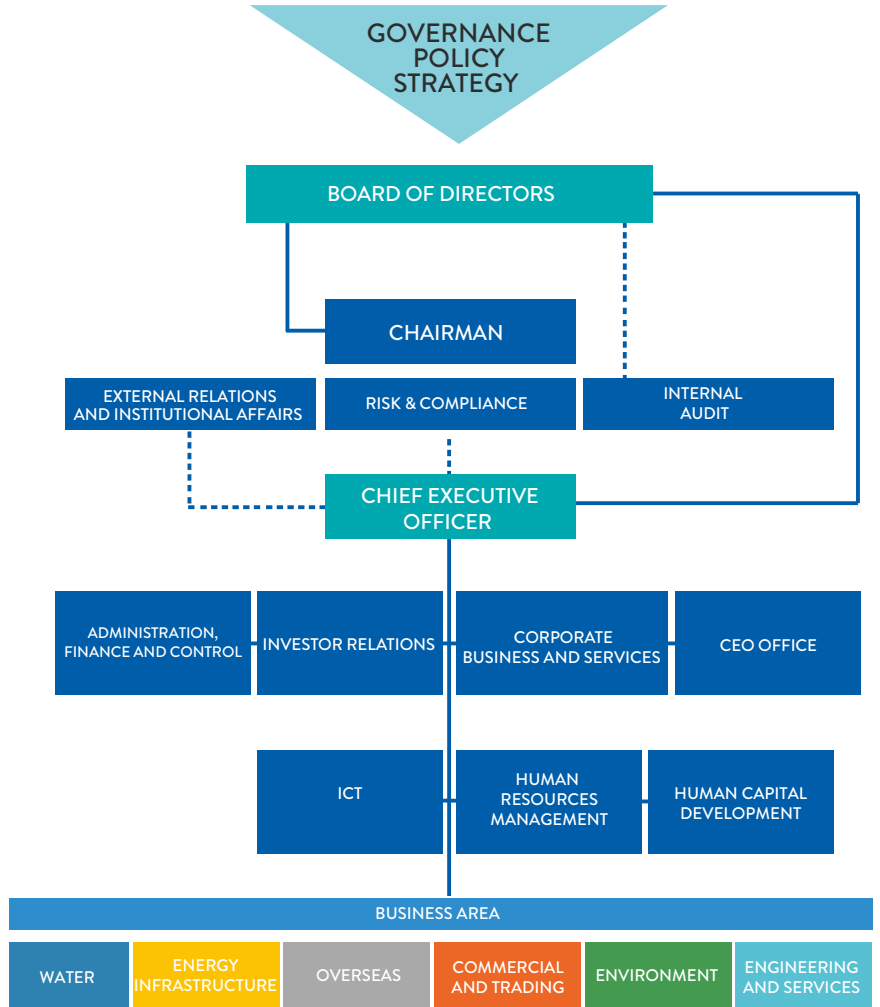 GOVERNANCE
POLICY
STRATEGY
BOARD OF DIRECTORS
CHAIRMAN
EXTERNAL RELATIONS
AND INSTITUTIONAL AFFAIRS
RISK & COMPLIANCE
INTERNAL
AUDIT
CHIEF EXECUTIVE
OFFICER
ADMINISTRATION,
FINANCE AND CONTROL
INVESTOR RELATIONS
CORPORATE
BUSINESS AND SERVICES
CEO OFFICE
ICT
HUMAN
RESOURCES
MANAGEMENT
HUMAN CAPITAL
DEVELOPMENT
BUSINESS AREA
WATER
ENERGY
INFRASTRUCTURE
OVERSEAS
COMMERCIAL
AND TRADING
ENVIRONMENT
ENGINEERING
AND SERVICES